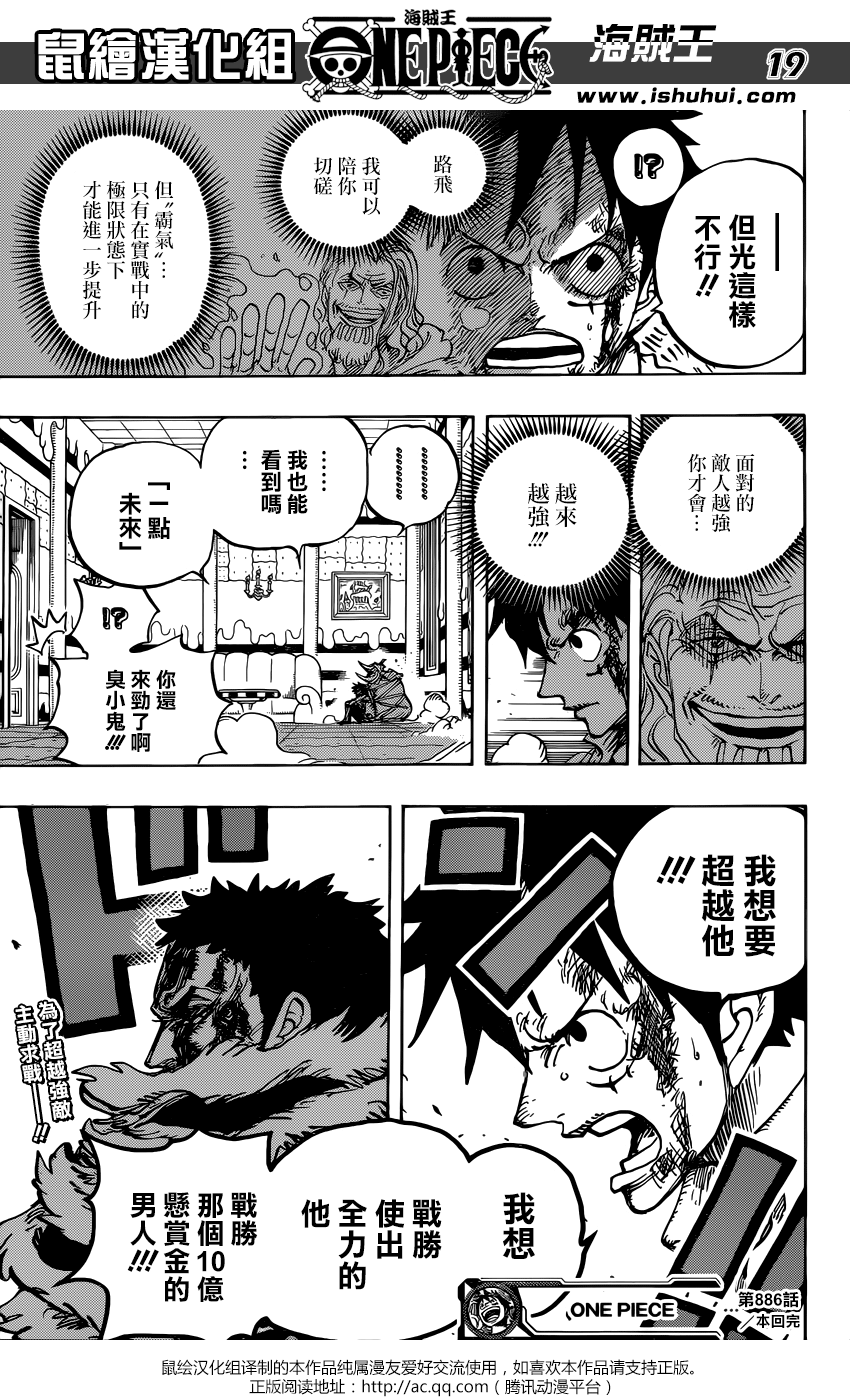 鼠繪漢化組
海賊王
ONE PIECE
海賊王
19
www.ishuhui.com
!?
但光這樣
不行!!
路飛
我可以
陪你
切磋
但〝霸氣〞…
只有在實戰中的
極限狀態下
才能進一步提升
面對的
敵人越強
你才會…
越來
越強!!!
……
我也能
看到嗎
…
「一點
未來」
!?
你還
來勁了啊
臭小鬼!!!
我想要
超越他
!!!
為了超越強敵
主動求戰——!!
我想
戰勝
使出
全力的
他
戰勝
那個10億
懸賞金的
男人!!!
ONE PIECE
…
第886話
／本回完
鼠绘汉化组译制的本作品纯属漫友爱好交流使用，如喜欢本作品请支持正版。
正版阅读地址：http://ac.qq.com（腾讯动漫平台）